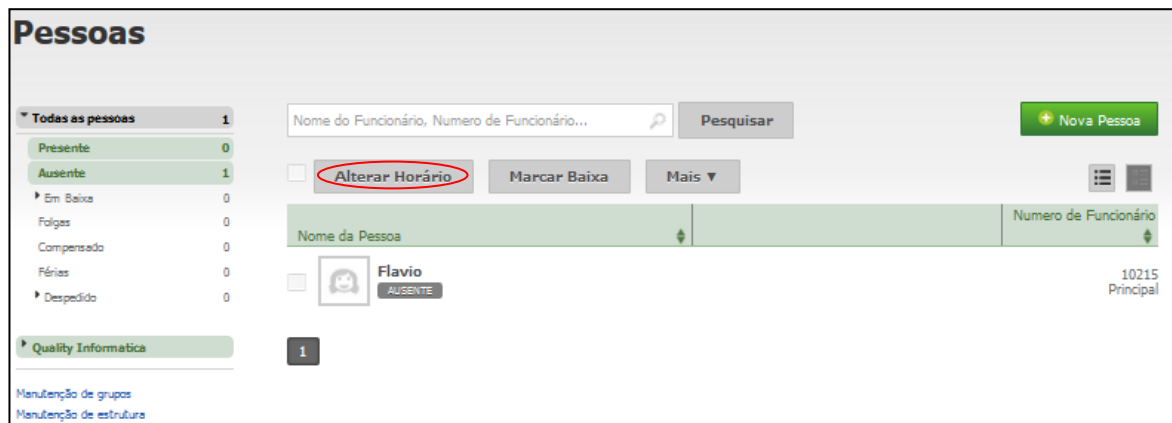 Pessoas
Todas as pessoas 1
Presente 0
Ausente 1
Em Baixa 0
Folgas 0
Compensado 0
Férias 0
Despedido 0
Quality Informatica
Manutenção de grupos
Manutenção de estrutura
Nome do Funcionário, Numero de Funcionário...
Pesquisar
Nova Pessoa
Alterar Horário Marcar Baixa Mais ▼
Nome da Pessoa Numero de Funcionário
Flavio 10215
AUSENTE Principal
1